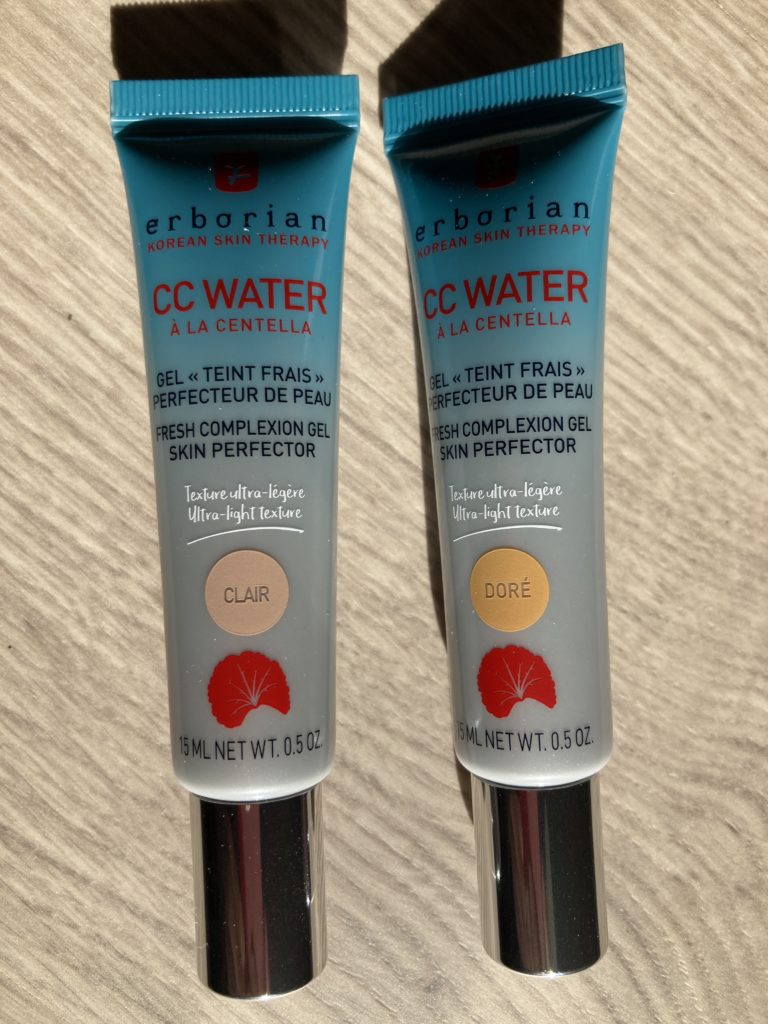 erborian
KOREAN SKIN THERAPY
CC WATER
À LA CENTELLA
GEL « TEINT FRAIS »
PERFECTEUR DE PEAU
FRESH COMPLEXION GEL
SKIN PERFECTOR
Texture ultra-légère
Ultra-light texture
CLAIR
15 ML NET WT. 0.5 OZ.
erborian
KOREAN SKIN THERAPY
CC WATER
À LA CENTELLA
GEL « TEINT FRAIS »
PERFECTEUR DE PEAU
FRESH COMPLEXION GEL
SKIN PERFECTOR
Texture ultra-légère
Ultra-light texture
DORÉ
15 ML NET WT. 0.5 OZ.